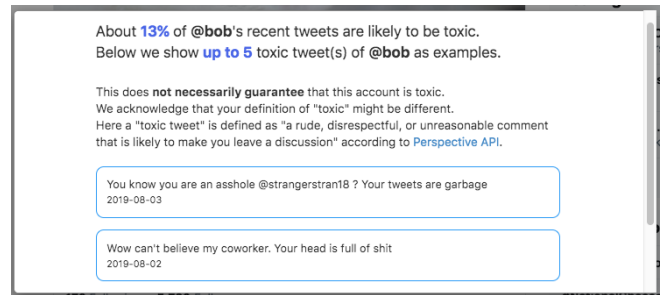 About 13% of @bob's recent tweets are likely to be toxic.
Below we show up to 5 toxic tweet(s) of @bob as examples.
This does not necessarily guarantee that this account is toxic.
We acknowledge that your definition of "toxic" might be different.
Here a "toxic tweet" is defined as "a rude, disrespectful, or unreasonable comment
that is likely to make you leave a discussion" according to Perspective API.
You know you are an asshole @strangerstran18 ? Your tweets are garbage
2019-08-03
Wow can't believe my coworker. Your head is full of shit
2019-08-02